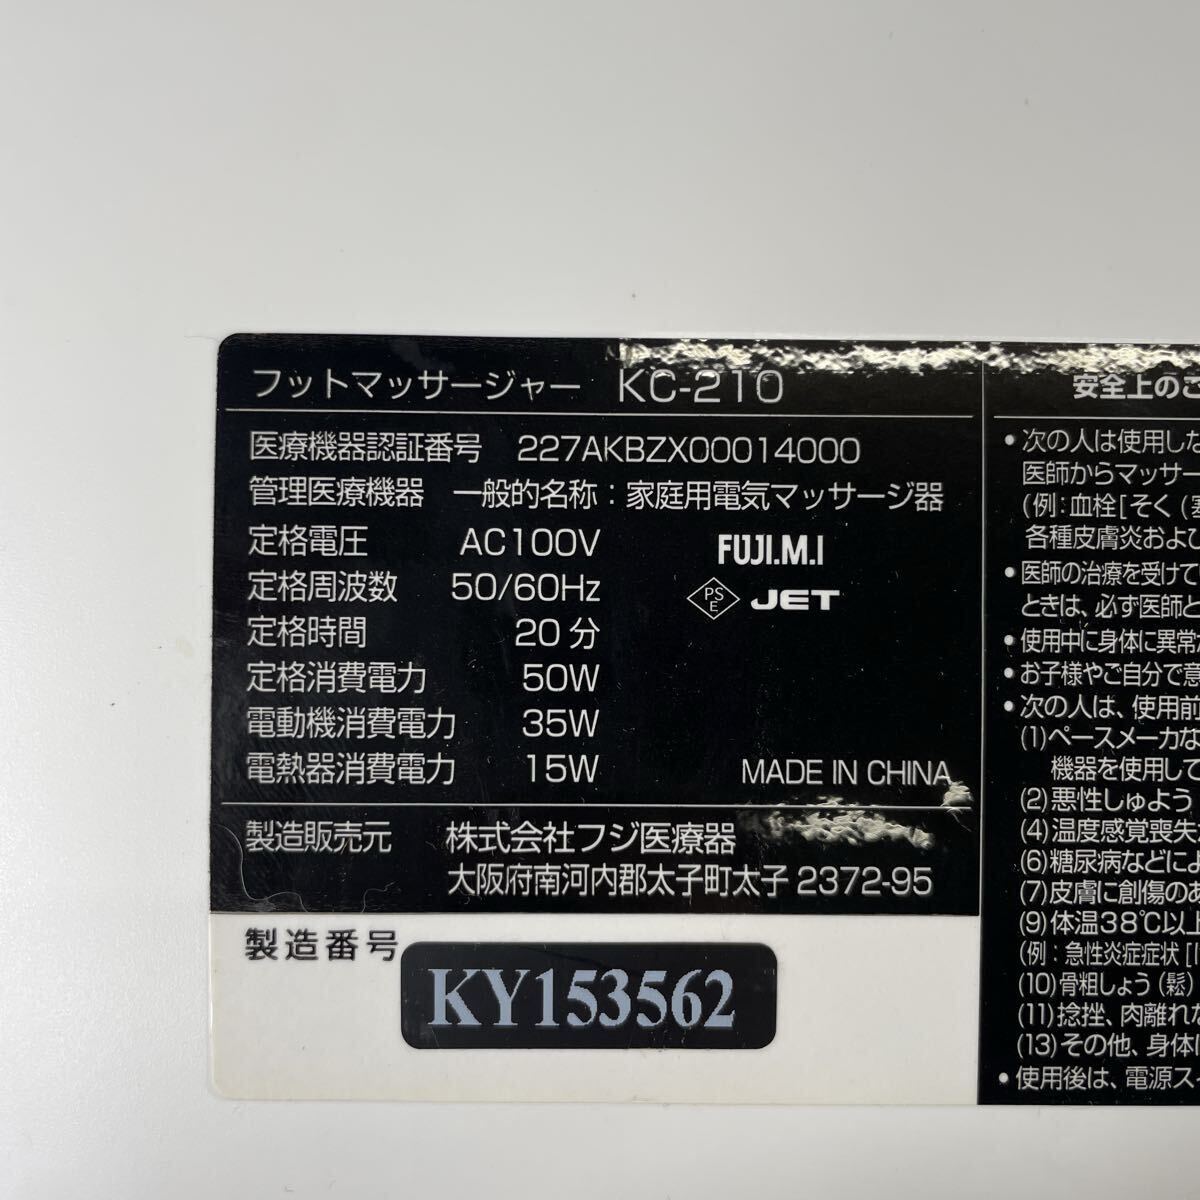 フットマッサージャー KC-210
医療機器認証番号 227AKBZX00014000
管理医療機器 一般的名称：家庭用電気マッサージ器
定格電圧 AC100V
定格周波数 50/60Hz
定格時間 20分
定格消費電力 50W
電動機消費電力 35W
電熱器消費電力 15W
FUJI.M.I
PS E JET
MADE IN CHINA
製造販売元 株式会社フジ医療器
大阪府南河内郡太子町太子2372-95
製造番号 KY153562
安全上のご
• 次の人は使用しな
医師からマッサー
(例：血栓[そく(塞
各種皮膚炎およ
• 医師の治療を受けて
ときは、必ず医師と
• 使用中に身体に異常
• お子様やご自分で意
• 次の人は、使用前
(1)ペースメーカな
機器を使用して
(2)悪性しゅよう
(4)温度感覚喪失
(6)糖尿病などによ
(7)皮膚に創傷のあ
(9)体温38℃以上
(例：急性炎症症状
(10)骨粗しょう(鬆)
(11)捻挫、肉離れな
(13)その他、身体
• 使用後は、電源ス